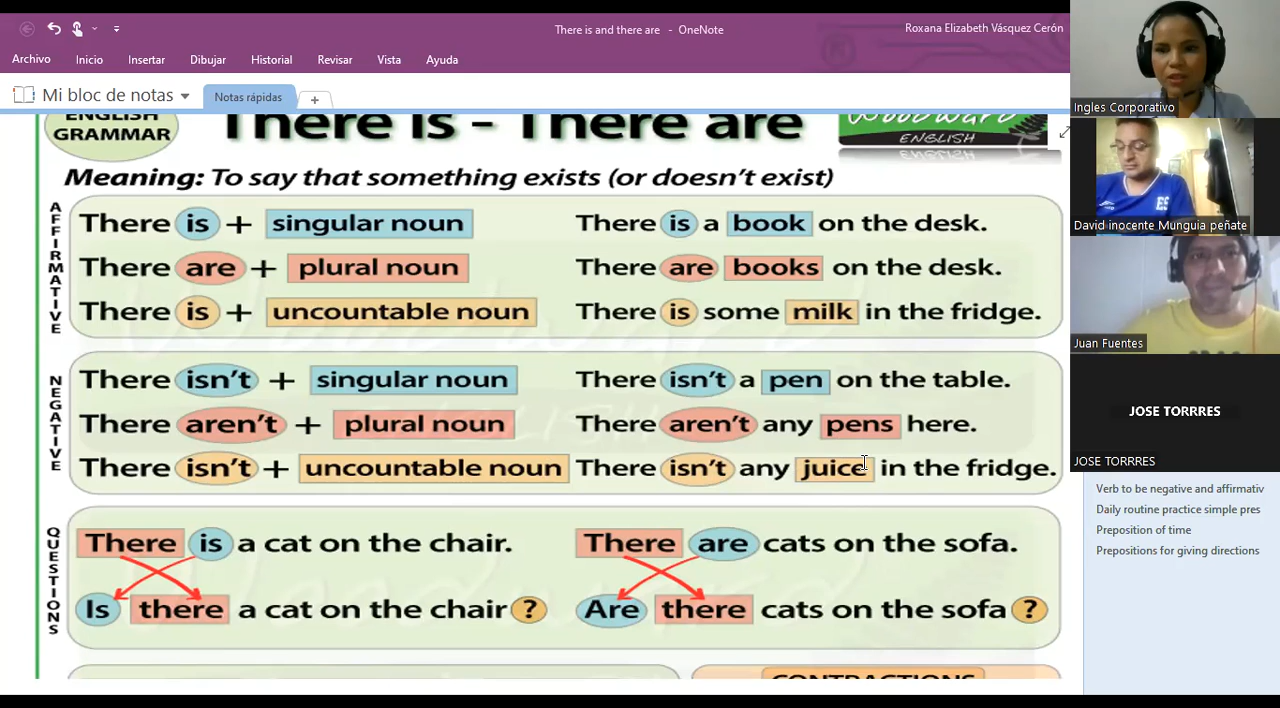 There is and there are - OneNote
Roxana Elizabeth Vásquez Cerón
Archivo Inicio Insertar Dibujar Historial Revisar Vista Ayuda
Mi bloc de notas
Notas rápidas
+
ENGLISH
GRAMMAR
There is - There are
Woodward
ENGLISH
Meaning: To say that something exists (or doesn't exist)
AFFIRMATIVE
There is + singular noun There is a book on the desk.
There are + plural noun There are books on the desk.
There is + uncountable noun There is some milk in the fridge.
NEGATIVE
There isn't + singular noun There isn't a pen on the table.
There aren't + plural noun There aren't any pens here.
There isn't + uncountable noun There isn't any juice in the fridge.
QUESTIONS
There is a cat on the chair. There are cats on the sofa.
Is there a cat on the chair ? Are there cats on the sofa ?
CONTRACTIONS
Ingles Corporativo
ES
David inocente Munguia peñate
Juan Fuentes
JOSE TORRRES
JOSE TORRRES
Verb to be negative and affirmativ
Daily routine practice simple pres
Preposition of time
Prepositions for giving directions